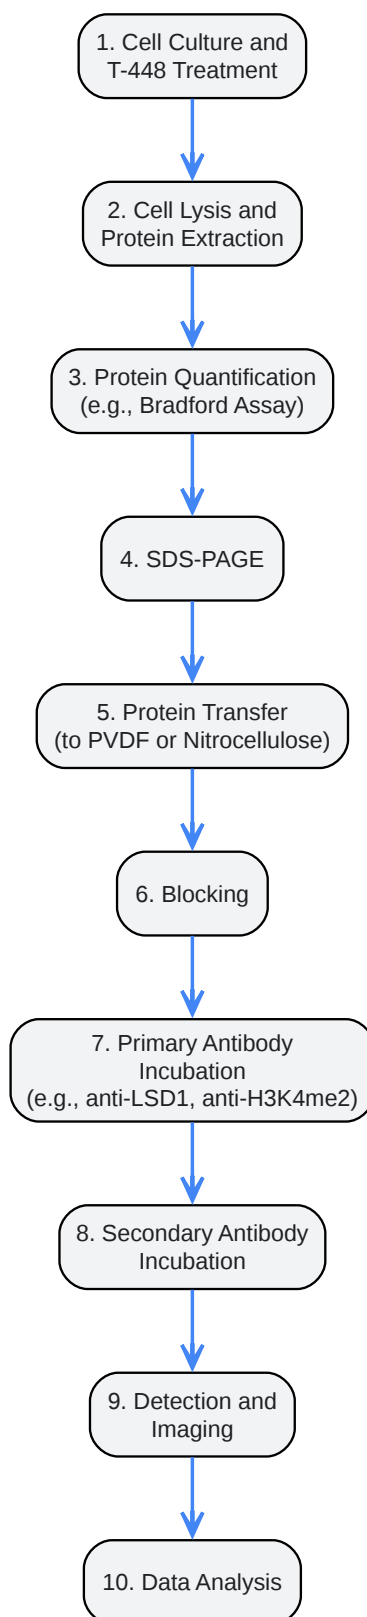 1. Cell Culture and
T-448 Treatment
2. Cell Lysis and
Protein Extraction
3. Protein Quantification
(e.g., Bradford Assay)
4. SDS-PAGE
5. Protein Transfer
(to PVDF or Nitrocellulose)
6. Blocking
7. Primary Antibody
Incubation
(e.g., anti-LSD1, anti-H3K4me2)
8. Secondary Antibody
Incubation
9. Detection and
Imaging
10. Data Analysis